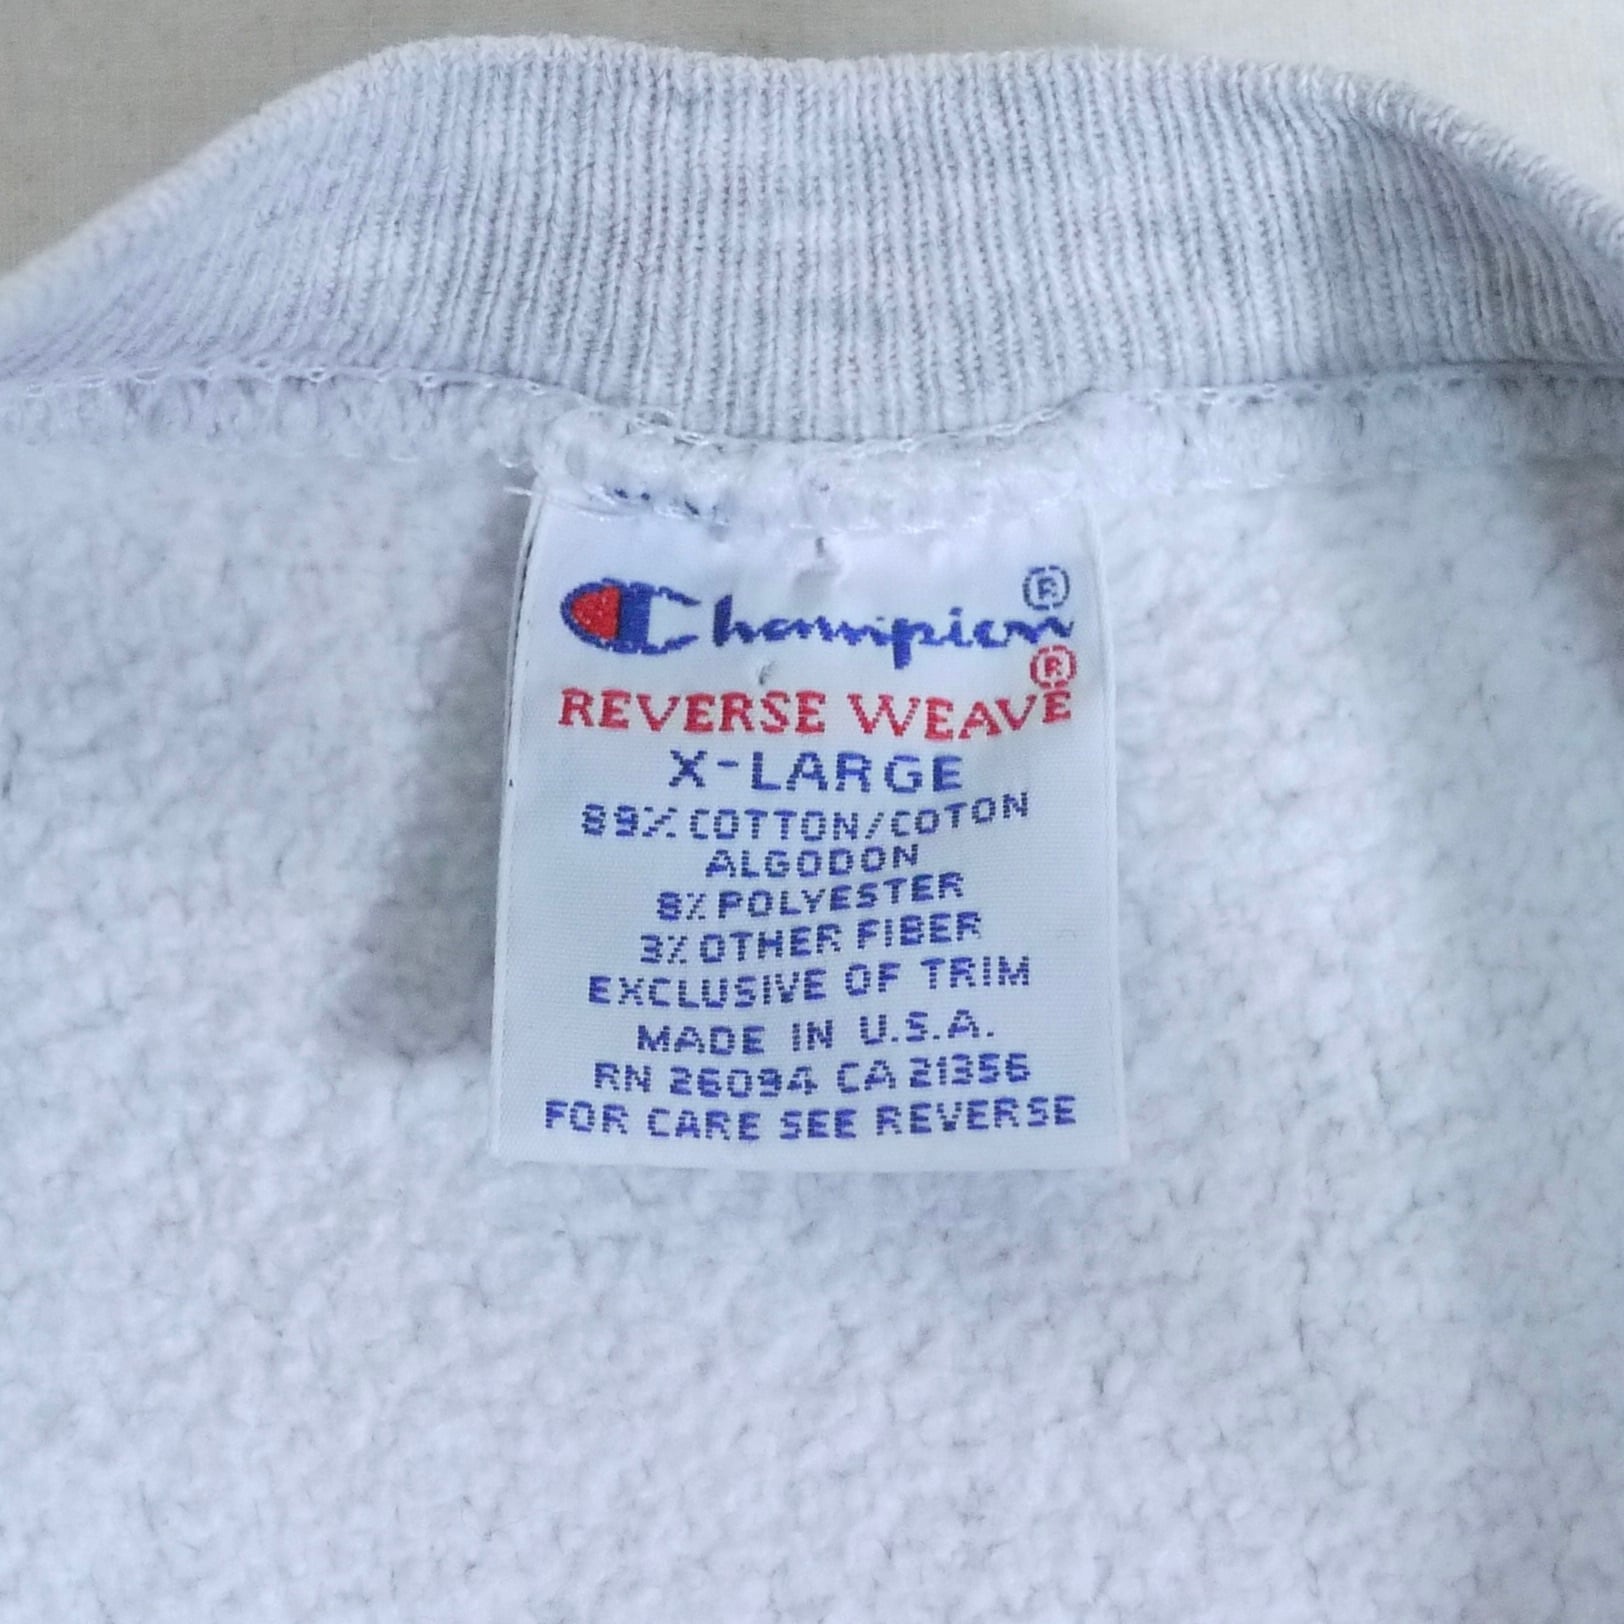 Champion®
REVERSE WEAVE®
X-LARGE
89% COTTON/COTON
ALGODON
8% POLYESTER
3% OTHER FIBER
EXCLUSIVE OF TRIM
MADE IN U.S.A.
RN 26094 CA 21356
FOR CARE SEE REVERSE